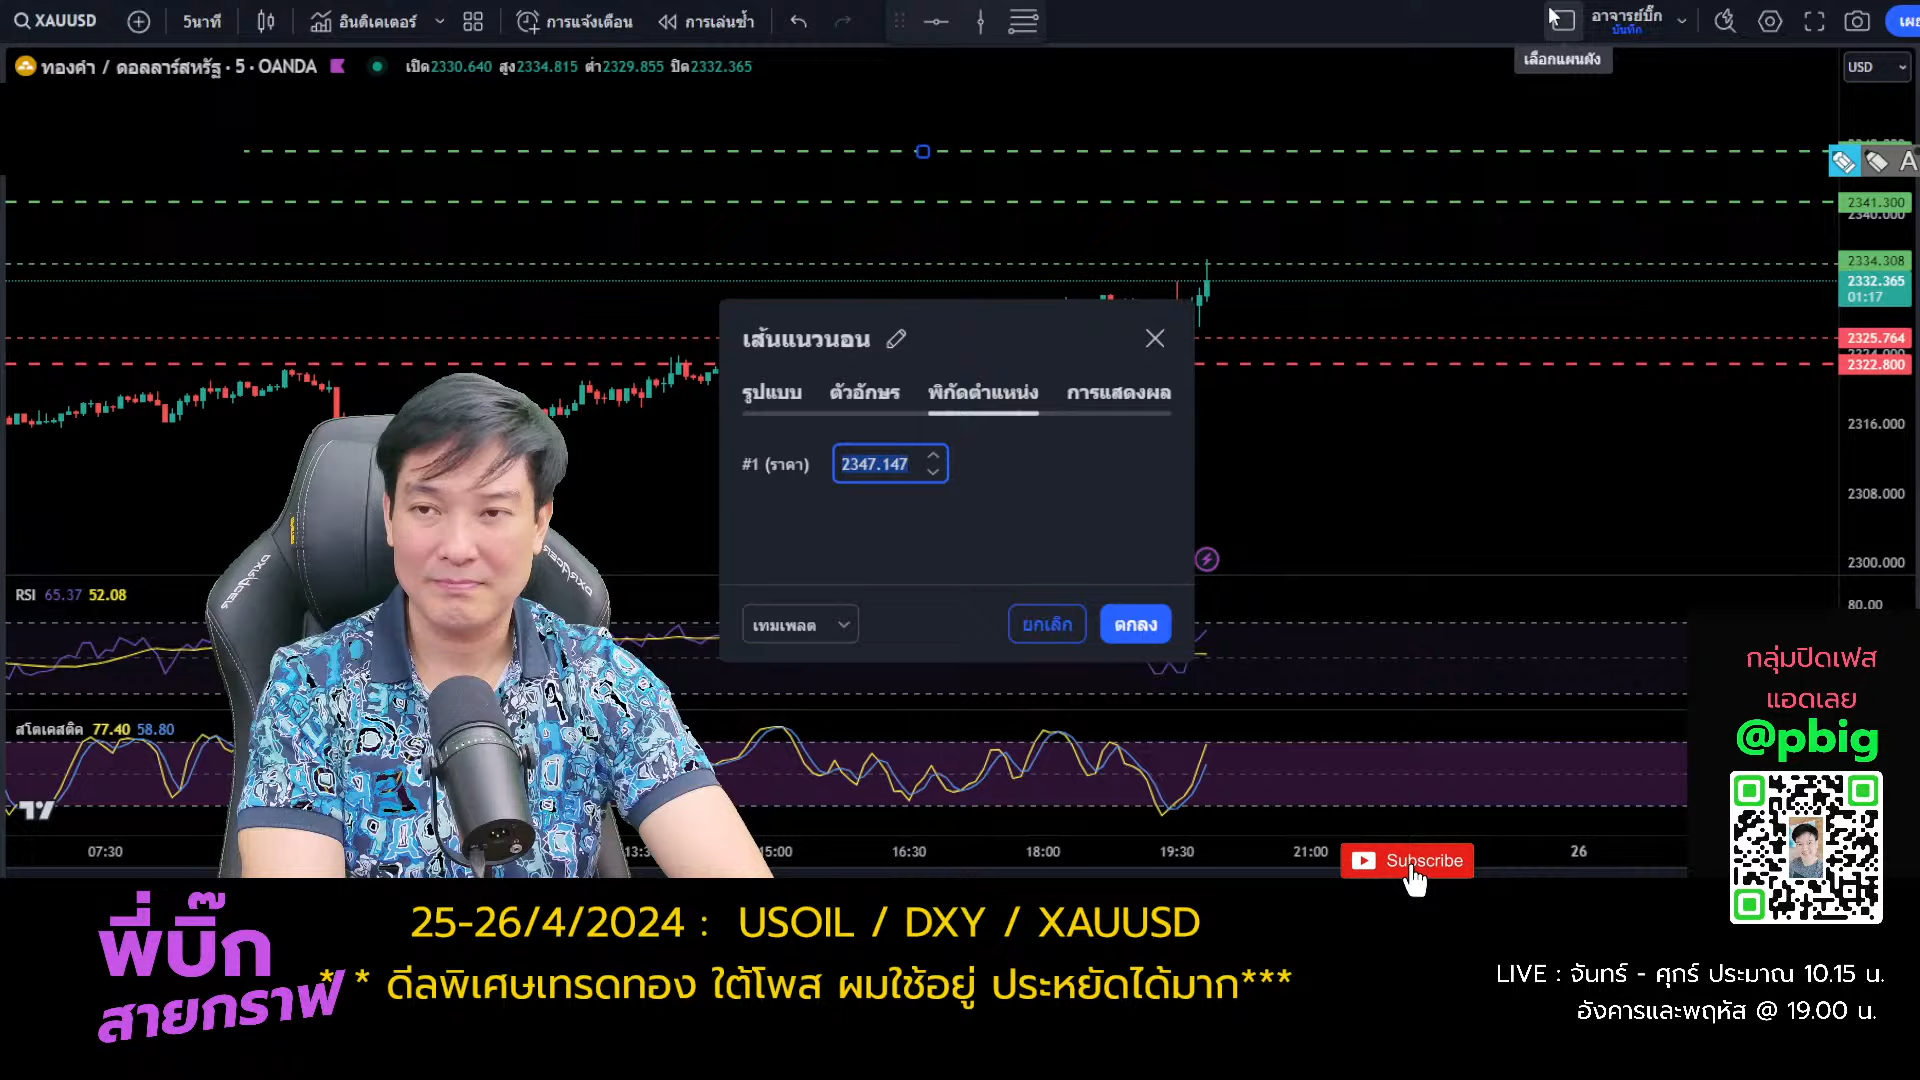 XAUUSD
5นาที
อินดิเคเตอร์
การแจ้งเตือน
การเล่นซ้ำ
อาจารย์บิ๊ก
บันทึก
เลือกแผนผัง
ทองคำ / ดอลลาร์สหรัฐ · 5 · OANDA
เปิด2330.640 สูง2334.815 ต่ำ2329.855 ปิด2332.365
USD
A
2341.300
2340.000
2334.308
2332.365
01:17
2325.764
2322.800
2316.000
2308.000
2300.000
80.00
เส้นแนวนอน
รูปแบบ
ตัวอักษร
พิกัดตำแหน่ง
การแสดงผล
#1 (ราคา)
2347.147
เทมเพลต
ยกเลิก
ตกลง
RSI 65.37 52.08
สโตเคสติค 77.40 58.80
07:30
15:00
16:30
18:00
19:30
21:00
26
DXRACER
DXRACER
Subscribe
กลุ่มปิดเฟส
แอดเลย
@pbig
พี่บิ๊ก
สายกราฟ
25-26/4/2024 : USOIL / DXY / XAUUSD
* * ดีลพิเศษเทรดทอง ใต้โพส ผมใช้อยู่ ประหยัดได้มาก***
LIVE : จันทร์ - ศุกร์ ประมาณ 10.15 น.
อังคารและพฤหัส @ 19.00 น.